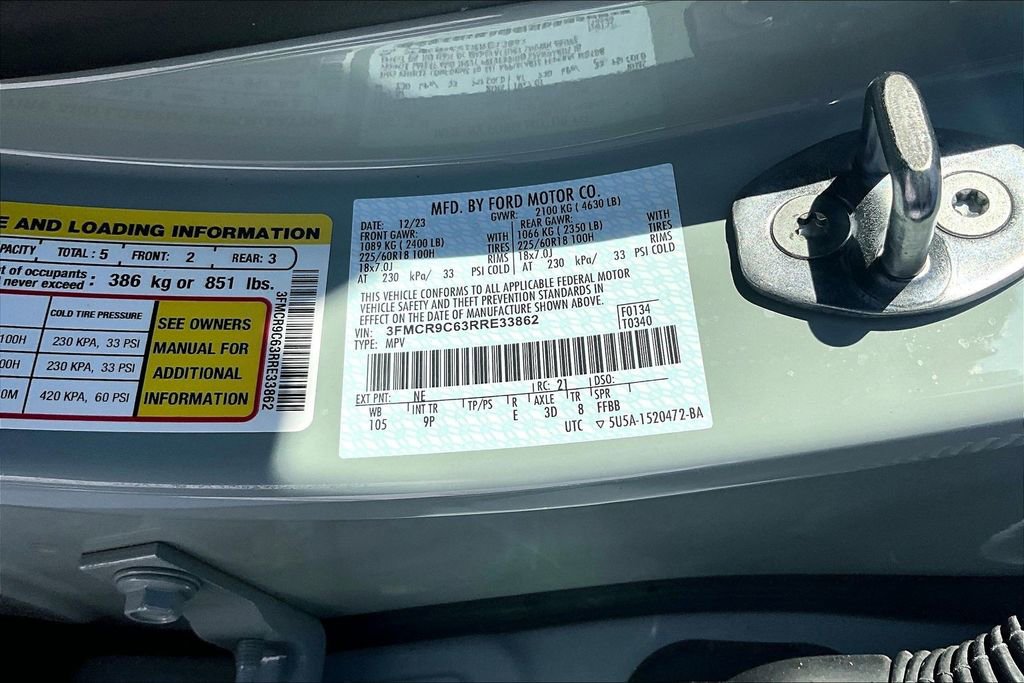 E AND LOADING INFORMATION
PACITY TOTAL : 5 FRONT: 2 REAR: 3
t of occupants
d never exceed : 386 kg or 851 lbs.
COLD TIRE PRESSURE
100H 230 KPA, 33 PSI
00H 230 KPA, 33 PSI
0M 420 KPA, 60 PSI
SEE OWNERS
MANUAL FOR
ADDITIONAL
INFORMATION
3FMCR9C63RRE33862
MFD. BY FORD MOTOR CO.
DATE: 12/23 GVWR: 2100 KG ( 4630 LB)
FRONT GAWR: REAR GAWR:
1089 KG ( 2400 LB) WITH 1066 KG ( 2350 LB) WITH
225/60R18 100H TIRES 225/60R18 100H TIRES
18x7.0J RIMS 18x7.0J RIMS
AT 230 kPa/ 33 PSI COLD AT 230 kPa/ 33 PSI COLD
THIS VEHICLE CONFORMS TO ALL APPLICABLE FEDERAL MOTOR
VEHICLE SAFETY AND THEFT PREVENTION STANDARDS IN
EFFECT ON THE DATE OF MANUFACTURE SHOWN ABOVE.
VIN: 3FMCR9C63RRE33862 F0134
TYPE: MPV T0340
EXT PNT: NE RC: 21 DSO:
WB INT TR TP/PS R AXLE TR SPR
105 9P E 3D 8 FFBB
UTC ▽ 5U5A-1520472-BA